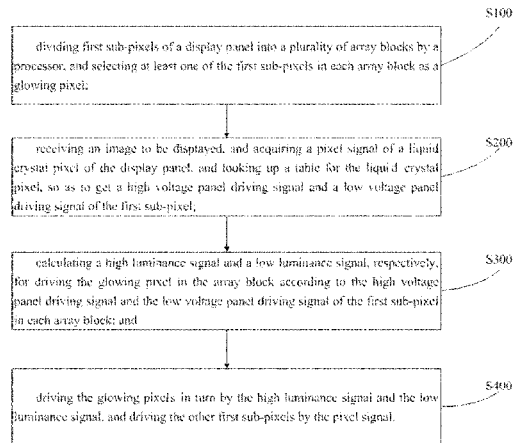 S100
dividing first sub-pixels of a display panel into a plurality of array blocks by a
processor, and selecting at least one of the first sub-pixels in each array block as a
glowing pixel;
S200
receiving an image to be displayed, and acquiring a pixel signal of a liquid
crystal pixel of the display panel, and looking up a table for the liquid crystal
pixel, so as to get a high voltage panel driving signal and a low voltage panel
driving signal of the first sub-pixel;
S300
calculating a high luminance signal and a low luminance signal, respectively,
for driving the glowing pixel in the array block according to the high voltage
panel driving signal and the low voltage panel driving signal of the first sub-pixel
in each array block; and
S400
driving the glowing pixels in turn by the high luminance signal and the low
luminance signal, and driving the other first sub-pixels by the pixel signal.